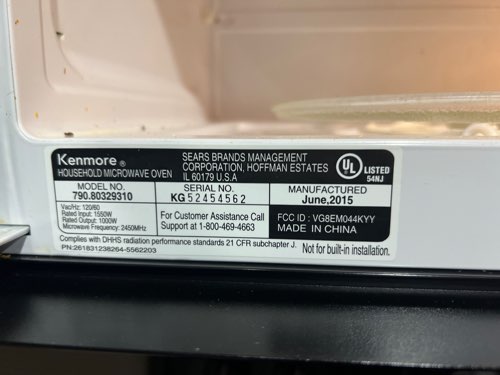 Kenmore ®
HOUSEHOLD MICROWAVE OVEN
SEARS BRANDS MANAGEMENT
CORPORATION, HOFFMAN ESTATES
IL 60179 U.S.A
UL LISTED
54NJ
MODEL NO.
790.80329310
SERIAL NO.
KG 52454562
MANUFACTURED
June,2015
Vac/Hz: 120/60
Rated Input: 1550W
Rated Output: 1000W
Microwave Frequency: 2450MHz
For Customer Assistance Call
Support at 1-800-469-4663
FCC ID : VG8EM044KYY
MADE IN CHINA
Complies with DHHS radiation performance standards 21 CFR subchapter J.
PN:261831238264-5562203
Not for built-in installation.